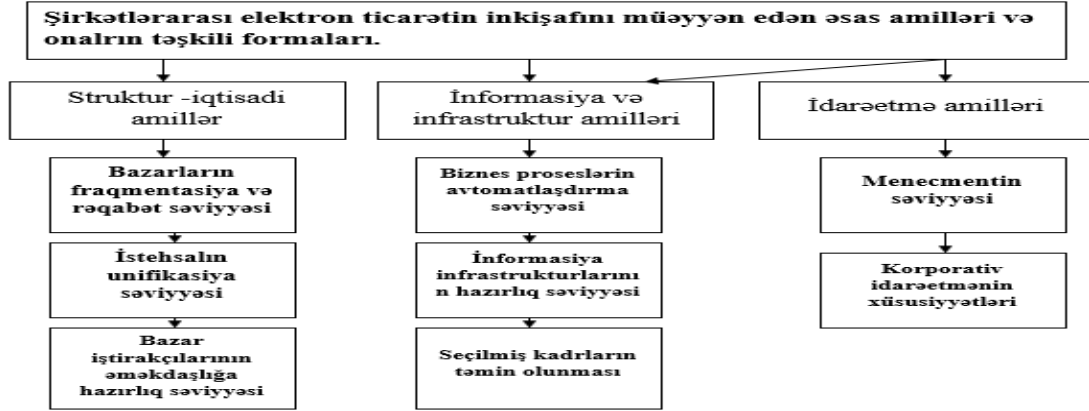 Şirkətlərarası elektron ticarətin inkişafını müəyyən edən əsas amilləri və
onalrın təşkili formaları.
Struktur -iqtisadi
amillər
Bazarların
fraqmentasiya və
rəqabət səviyyəsi
İstehsalın
unifikasiya
səviyyəsi
Bazar
iştirakçılarının
əməkdaşlığa
hazırlıq səviyyəsi
İnformasiya və
infrastruktur amilləri
Biznes proseslərin
avtomatlaşdırma
səviyyəsi
İnformasiya
infrastrukturlarını
n hazırlıq səviyyəsi
Seçilmiş kadrların
təmin olunması
İdarəetmə amilləri
Menecmentin
səviyyəsi
Korporativ
idarəetmənin
xüsusiyyətləri